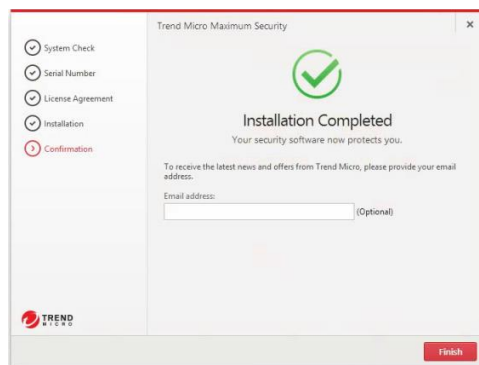 Trend Micro Maximum Security
System Check
Serial Number
License Agreement
Installation
Confirmation
Installation Completed
Your security software now protects you.
To receive the latest news and offers from Trend Micro, please provide your email
address.
Email address:
(Optional)
TREND
MICRO
Finish